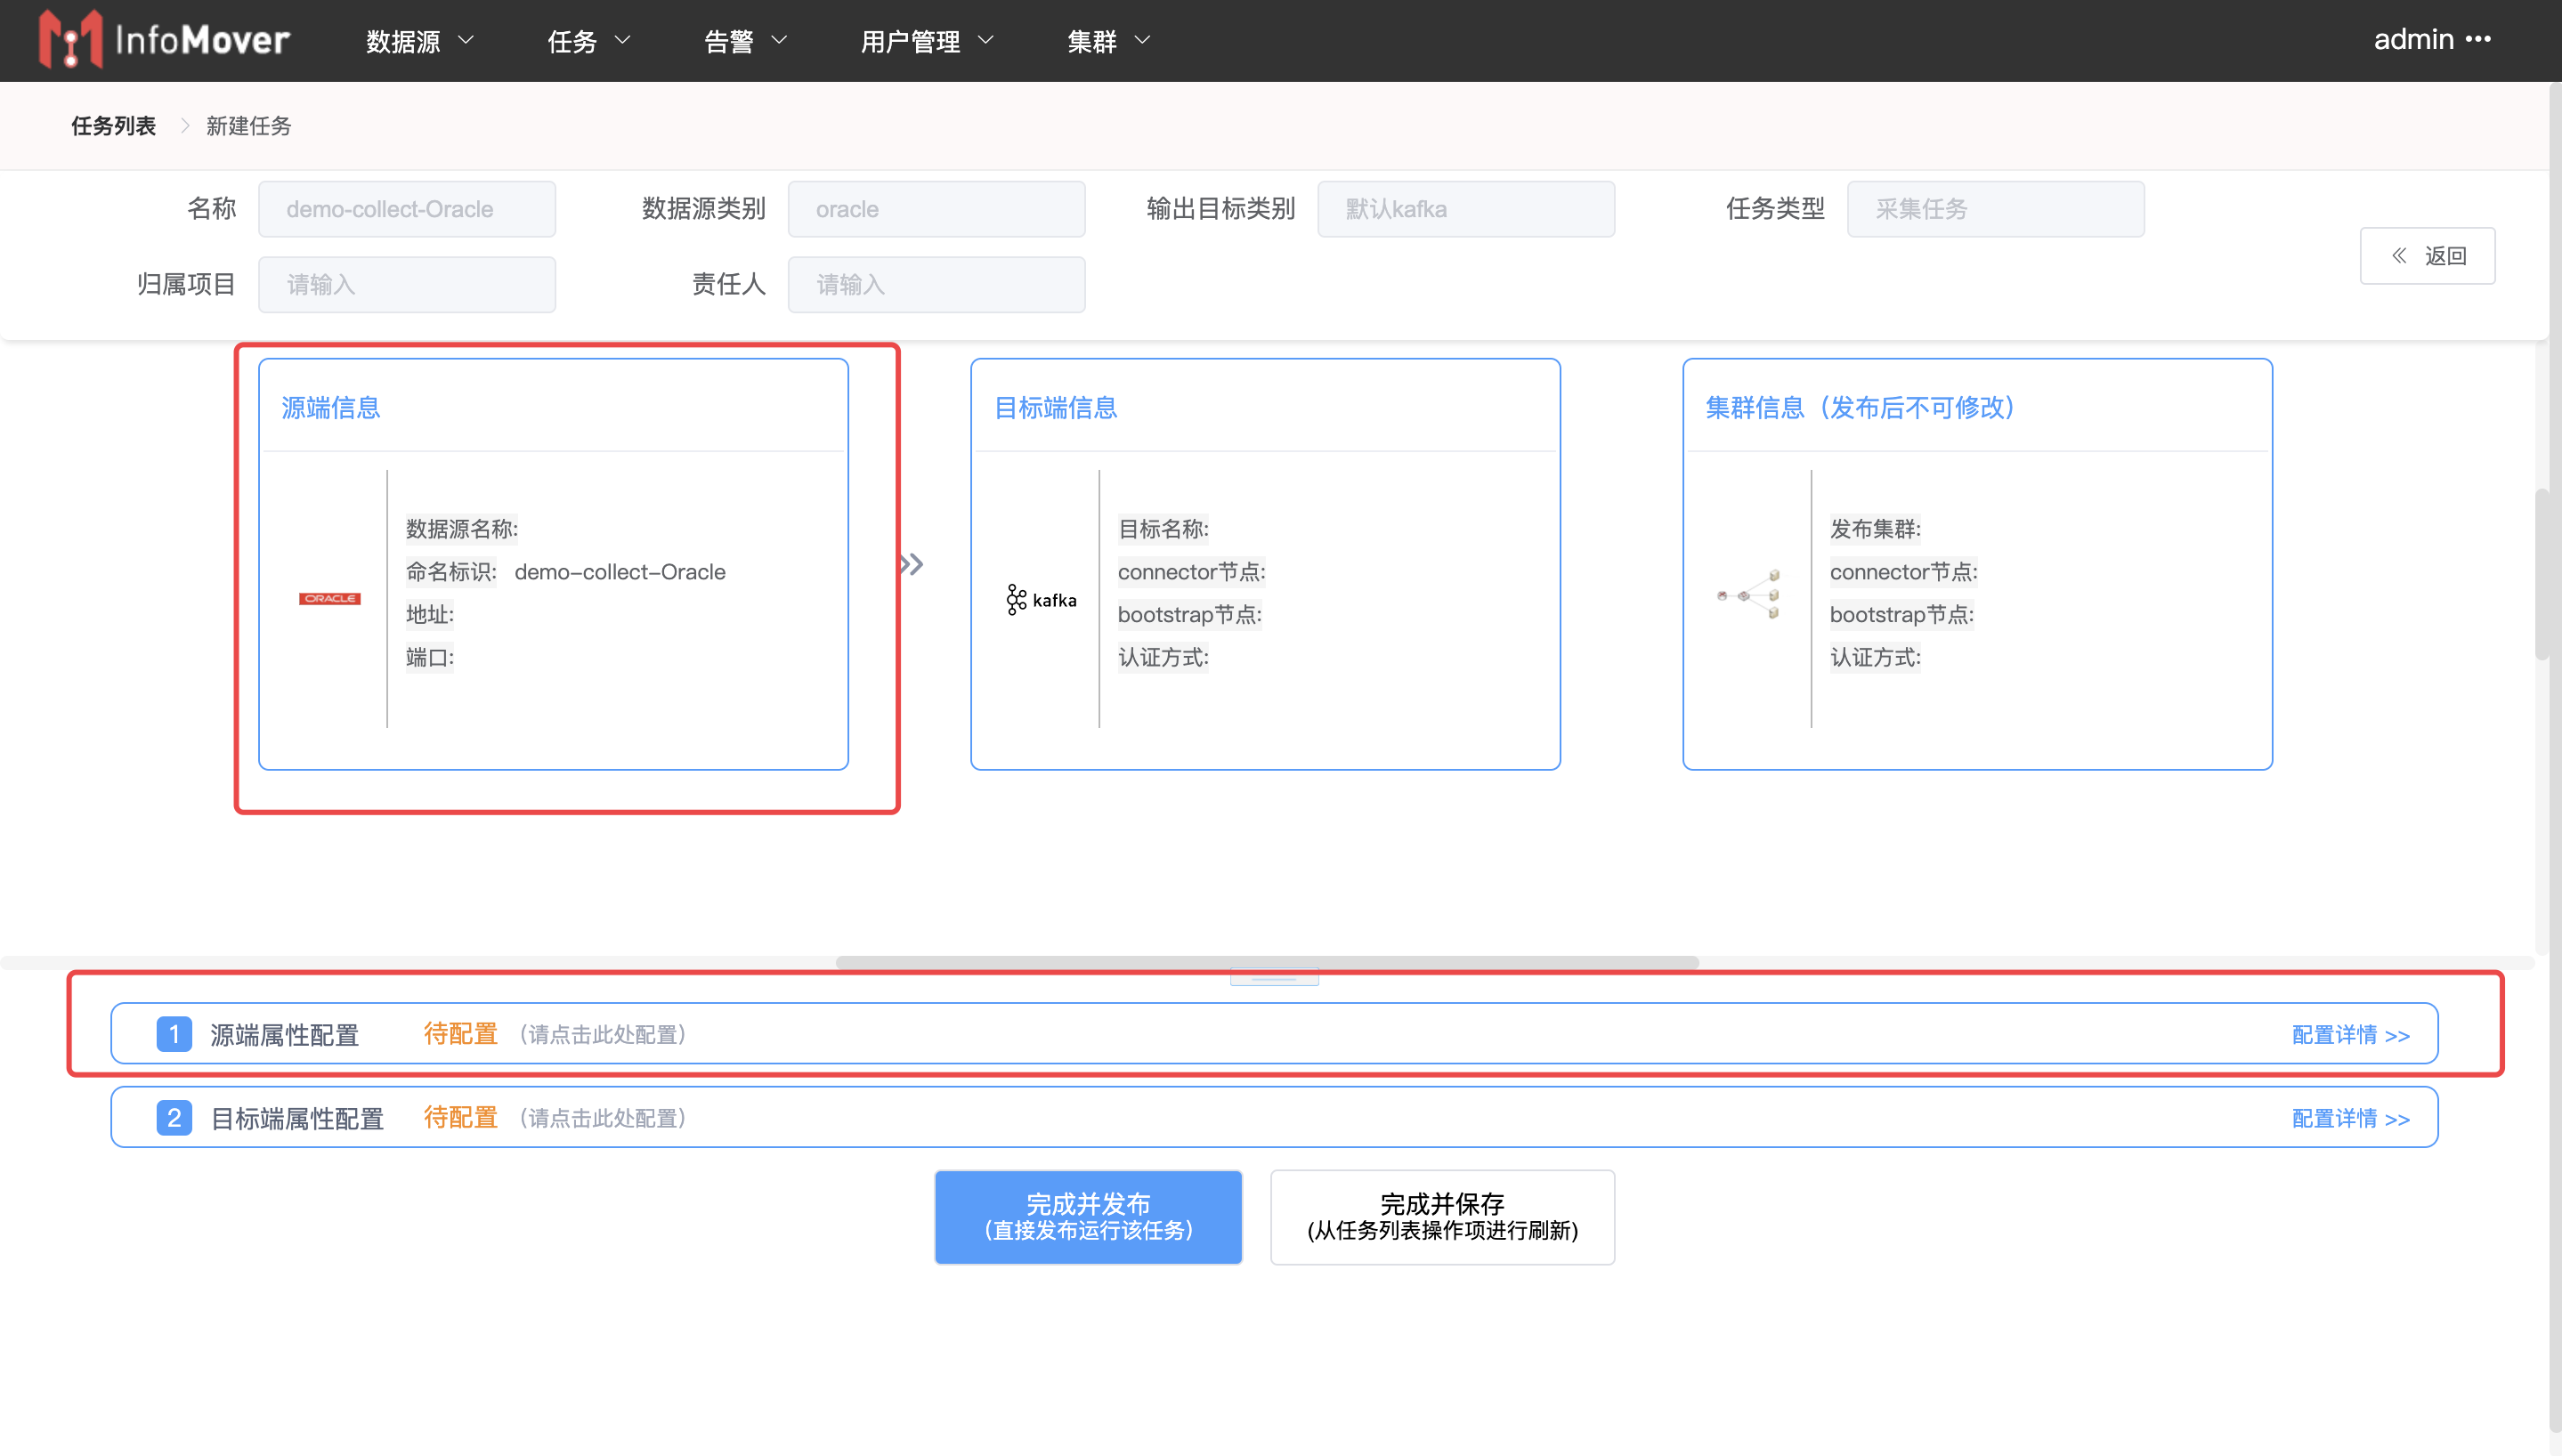 InfoMover 数据源 任务 告警 用户管理 集群 admin •••
任务列表 > 新建任务
名称 demo-collect-Oracle 数据源类别 oracle 输出目标类别 默认kafka 任务类型 采集任务
« 返回
归属项目 请输入 责任人 请输入
源端信息
ORACLE
数据源名称:
命名标识: demo-collect-Oracle
地址:
端口:
»
目标端信息
kafka
目标名称:
connector节点:
bootstrap节点:
认证方式:
集群信息（发布后不可修改）
发布集群:
connector节点:
bootstrap节点:
认证方式:
1 源端属性配置 待配置 （请点击此处配置） 配置详情 >>
2 目标端属性配置 待配置 （请点击此处配置） 配置详情 >>
完成并发布
（直接发布运行该任务）
完成并保存
(从任务列表操作项进行刷新)